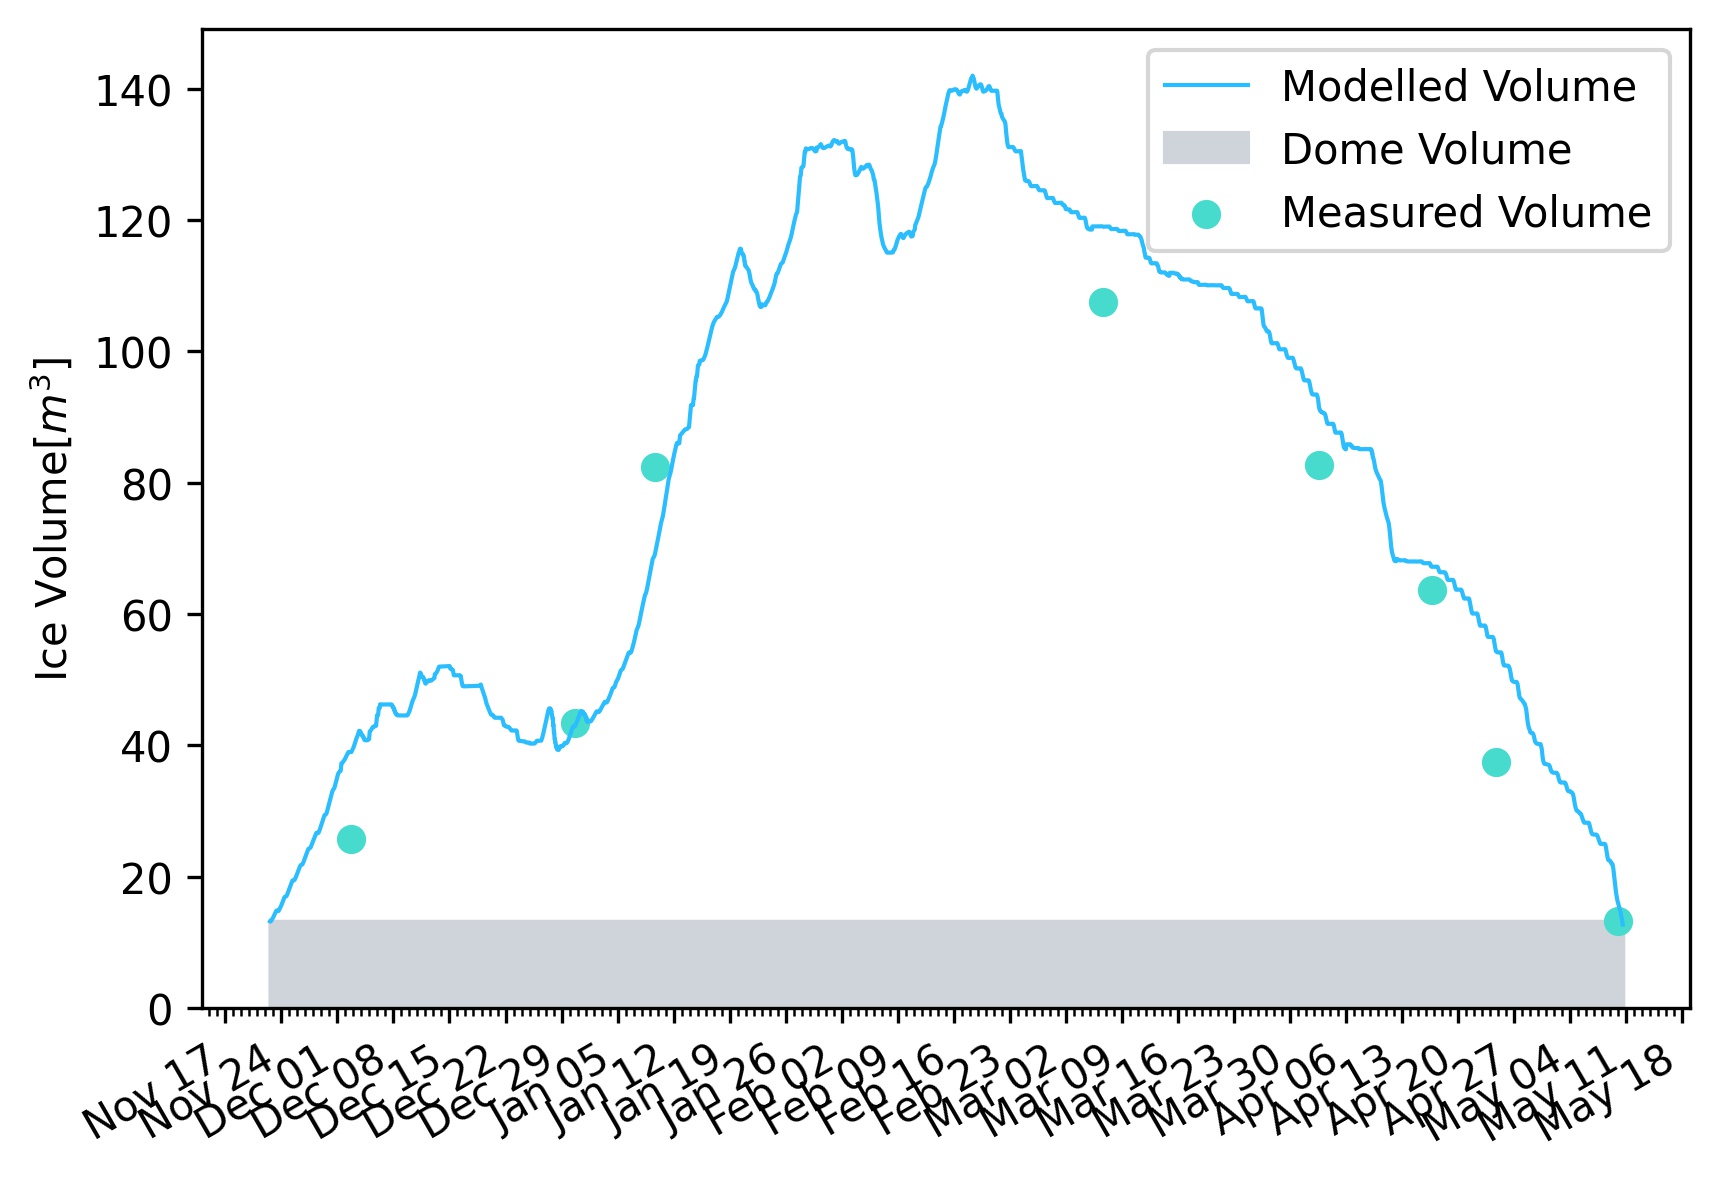 Modelled Volume
Dome Volume
Measured Volume
Ice Volume[m³]
140
120
100
80
60
40
20
0
Nov 17
Nov 24
Dec 01
Dec 08
Dec 15
Dec 22
Dec 29
Jan 05
Jan 12
Jan 19
Jan 26
Feb 02
Feb 09
Feb 16
Feb 23
Mar 02
Mar 09
Mar 16
Mar 23
Mar 30
Apr 06
Apr 13
Apr 20
Apr 27
May 04
May 11
May 18